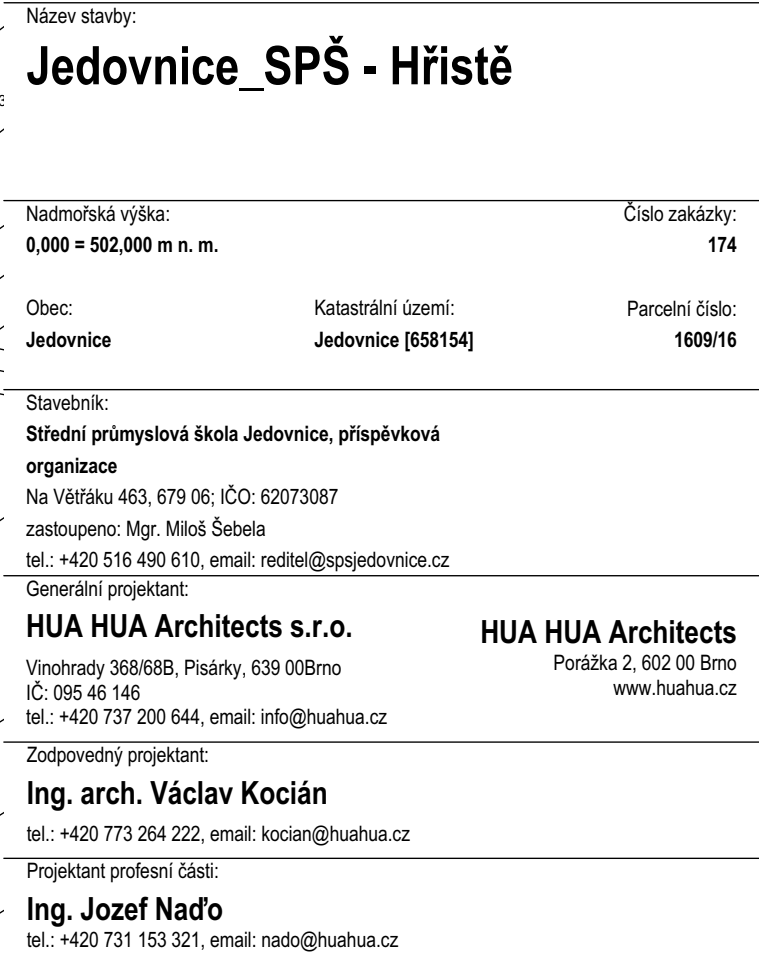 Název stavby:
Jedovnice_SPŠ - Hřistě
Nadmořská výška:
Číslo zakázky:
0,000 = 502,000 m n. m.
174
Obec:
Katastrální území:
Parcelní číslo:
Jedovnice
Jedovnice [658154]
1609/16
Stavebník:
Střední průmyslová škola Jedovnice, příspěvková
organizace
Na Větřáku 463, 679 06; IČO: 62073087
zastoupeno: Mgr. Miloš Šebela
tel.: +420 516 490 610, email: reditel@spsjedovnice.cz
Generální projektant:
HUA HUA Architects s.r.o.
Vinohrady 368/68B, Pisárky, 639 00Brno
IČ: 095 46 146
tel.: +420 737 200 644, email: info@huahua.cz
HUA HUA Architects
Porážka 2, 602 00 Brno
www.huahua.cz
Zodpovedný projektant:
Ing. arch. Václav Kocián
tel.: +420 773 264 222, email: kocian@huahua.cz
Projektant profesní části:
Ing. Jozef Naďo
tel.: +420 731 153 321, email: nado@huahua.cz